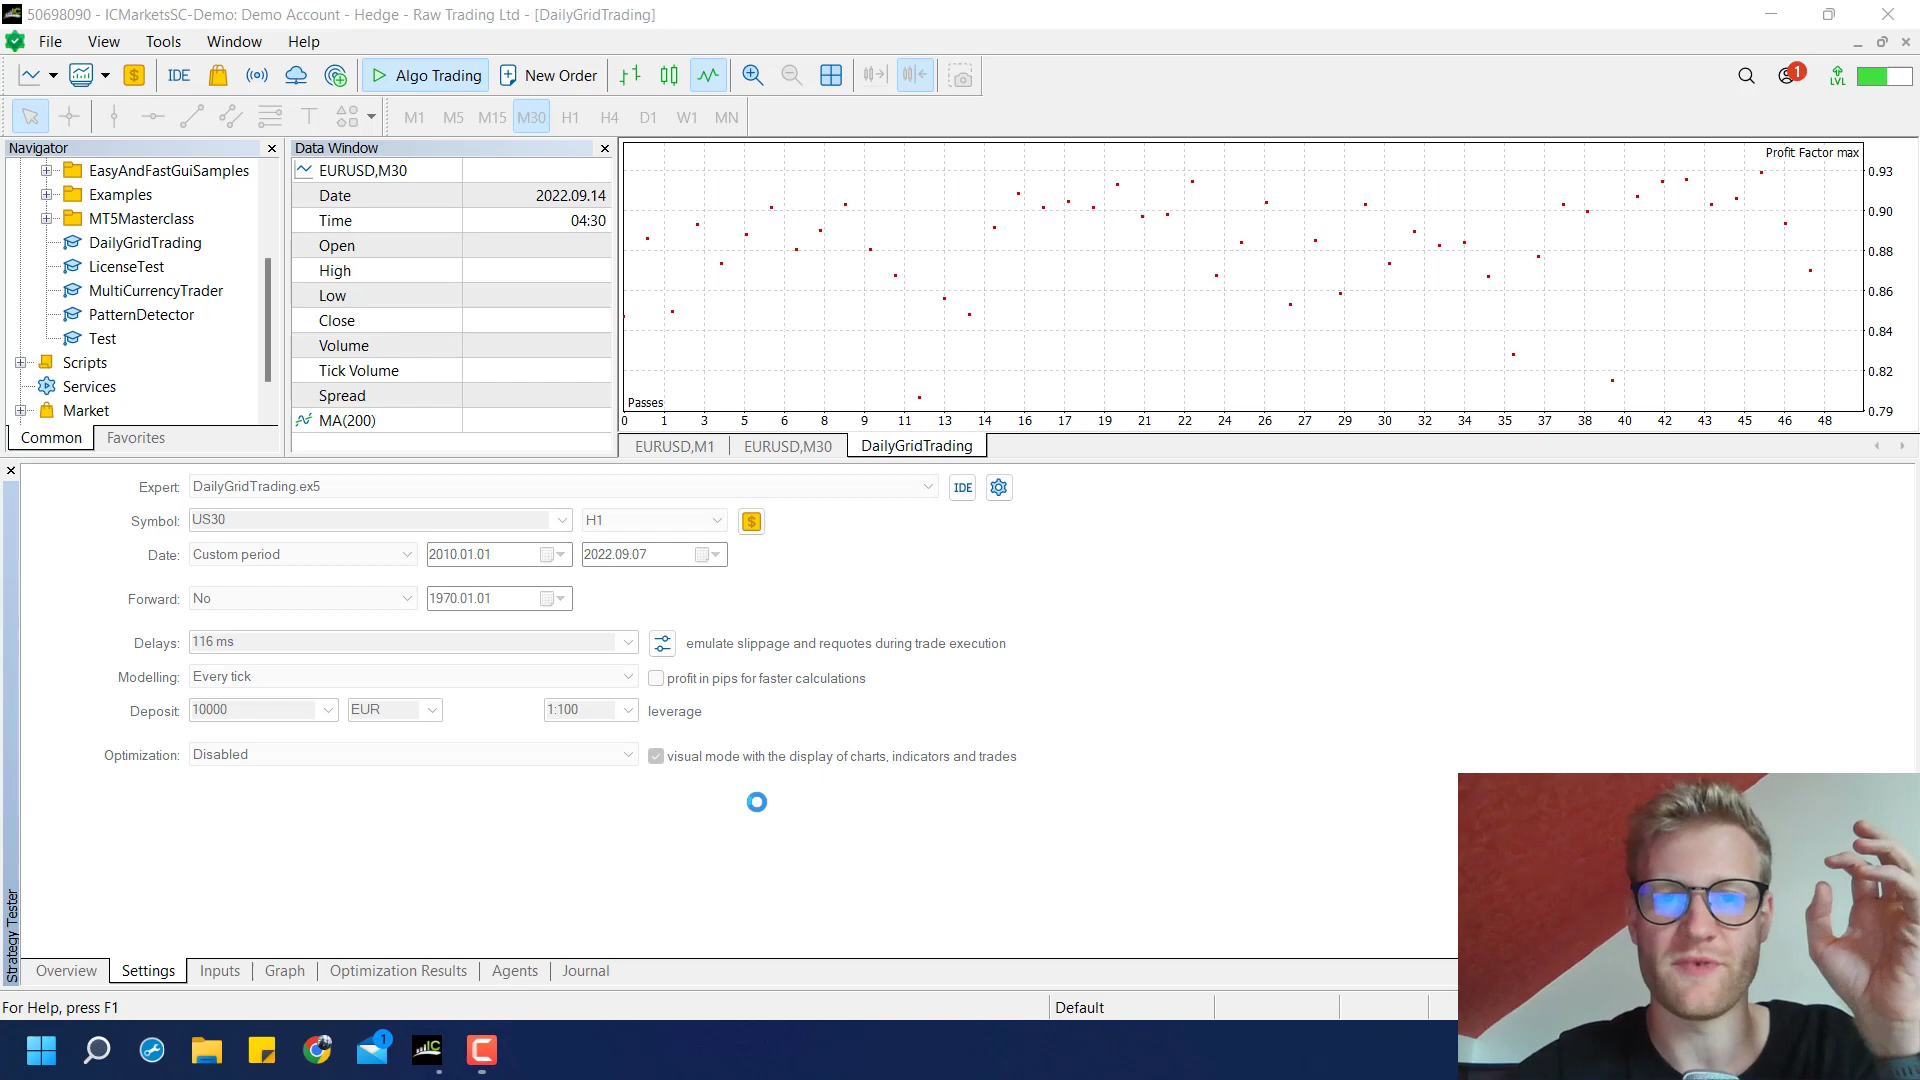 50698090 - ICMarketsSC-Demo: Demo Account - Hedge - Raw Trading Ltd - [DailyGridTrading]
File View Tools Window Help
IDE Algo Trading New Order 1 LVL
M1 M5 M15 M30 H1 H4 D1 W1 MN
Navigator
EasyAndFastGuiSamples
Examples
MT5Masterclass
DailyGridTrading
LicenseTest
MultiCurrencyTrader
PatternDetector
Test
Scripts
Services
Market
Common Favorites
Data Window
EURUSD,M30
Date 2022.09.14
Time 04:30
Open
High
Low
Close
Volume
Tick Volume
Spread
MA(200)
Profit Factor max
0.93
0.90
0.88
0.86
0.84
0.82
0.79
Passes
0 1 3 5 6 8 9 11 13 14 16 17 19 21 22 24 26 27 29 30 32 34 35 37 38 40 42 43 45 46 48
EURUSD,M1 EURUSD,M30 DailyGridTrading
Expert: DailyGridTrading.ex5 IDE
Symbol: US30 H1 $
Date: Custom period 2010.01.01 2022.09.07
Forward: No 1970.01.01
Delays: 116 ms emulate slippage and requotes during trade execution
Modelling: Every tick profit in pips for faster calculations
Deposit: 10000 EUR 1:100 leverage
Optimization: Disabled visual mode with the display of charts, indicators and trades
Strategy Tester
Overview Settings Inputs Graph Optimization Results Agents Journal
For Help, press F1 Default
1 IC C